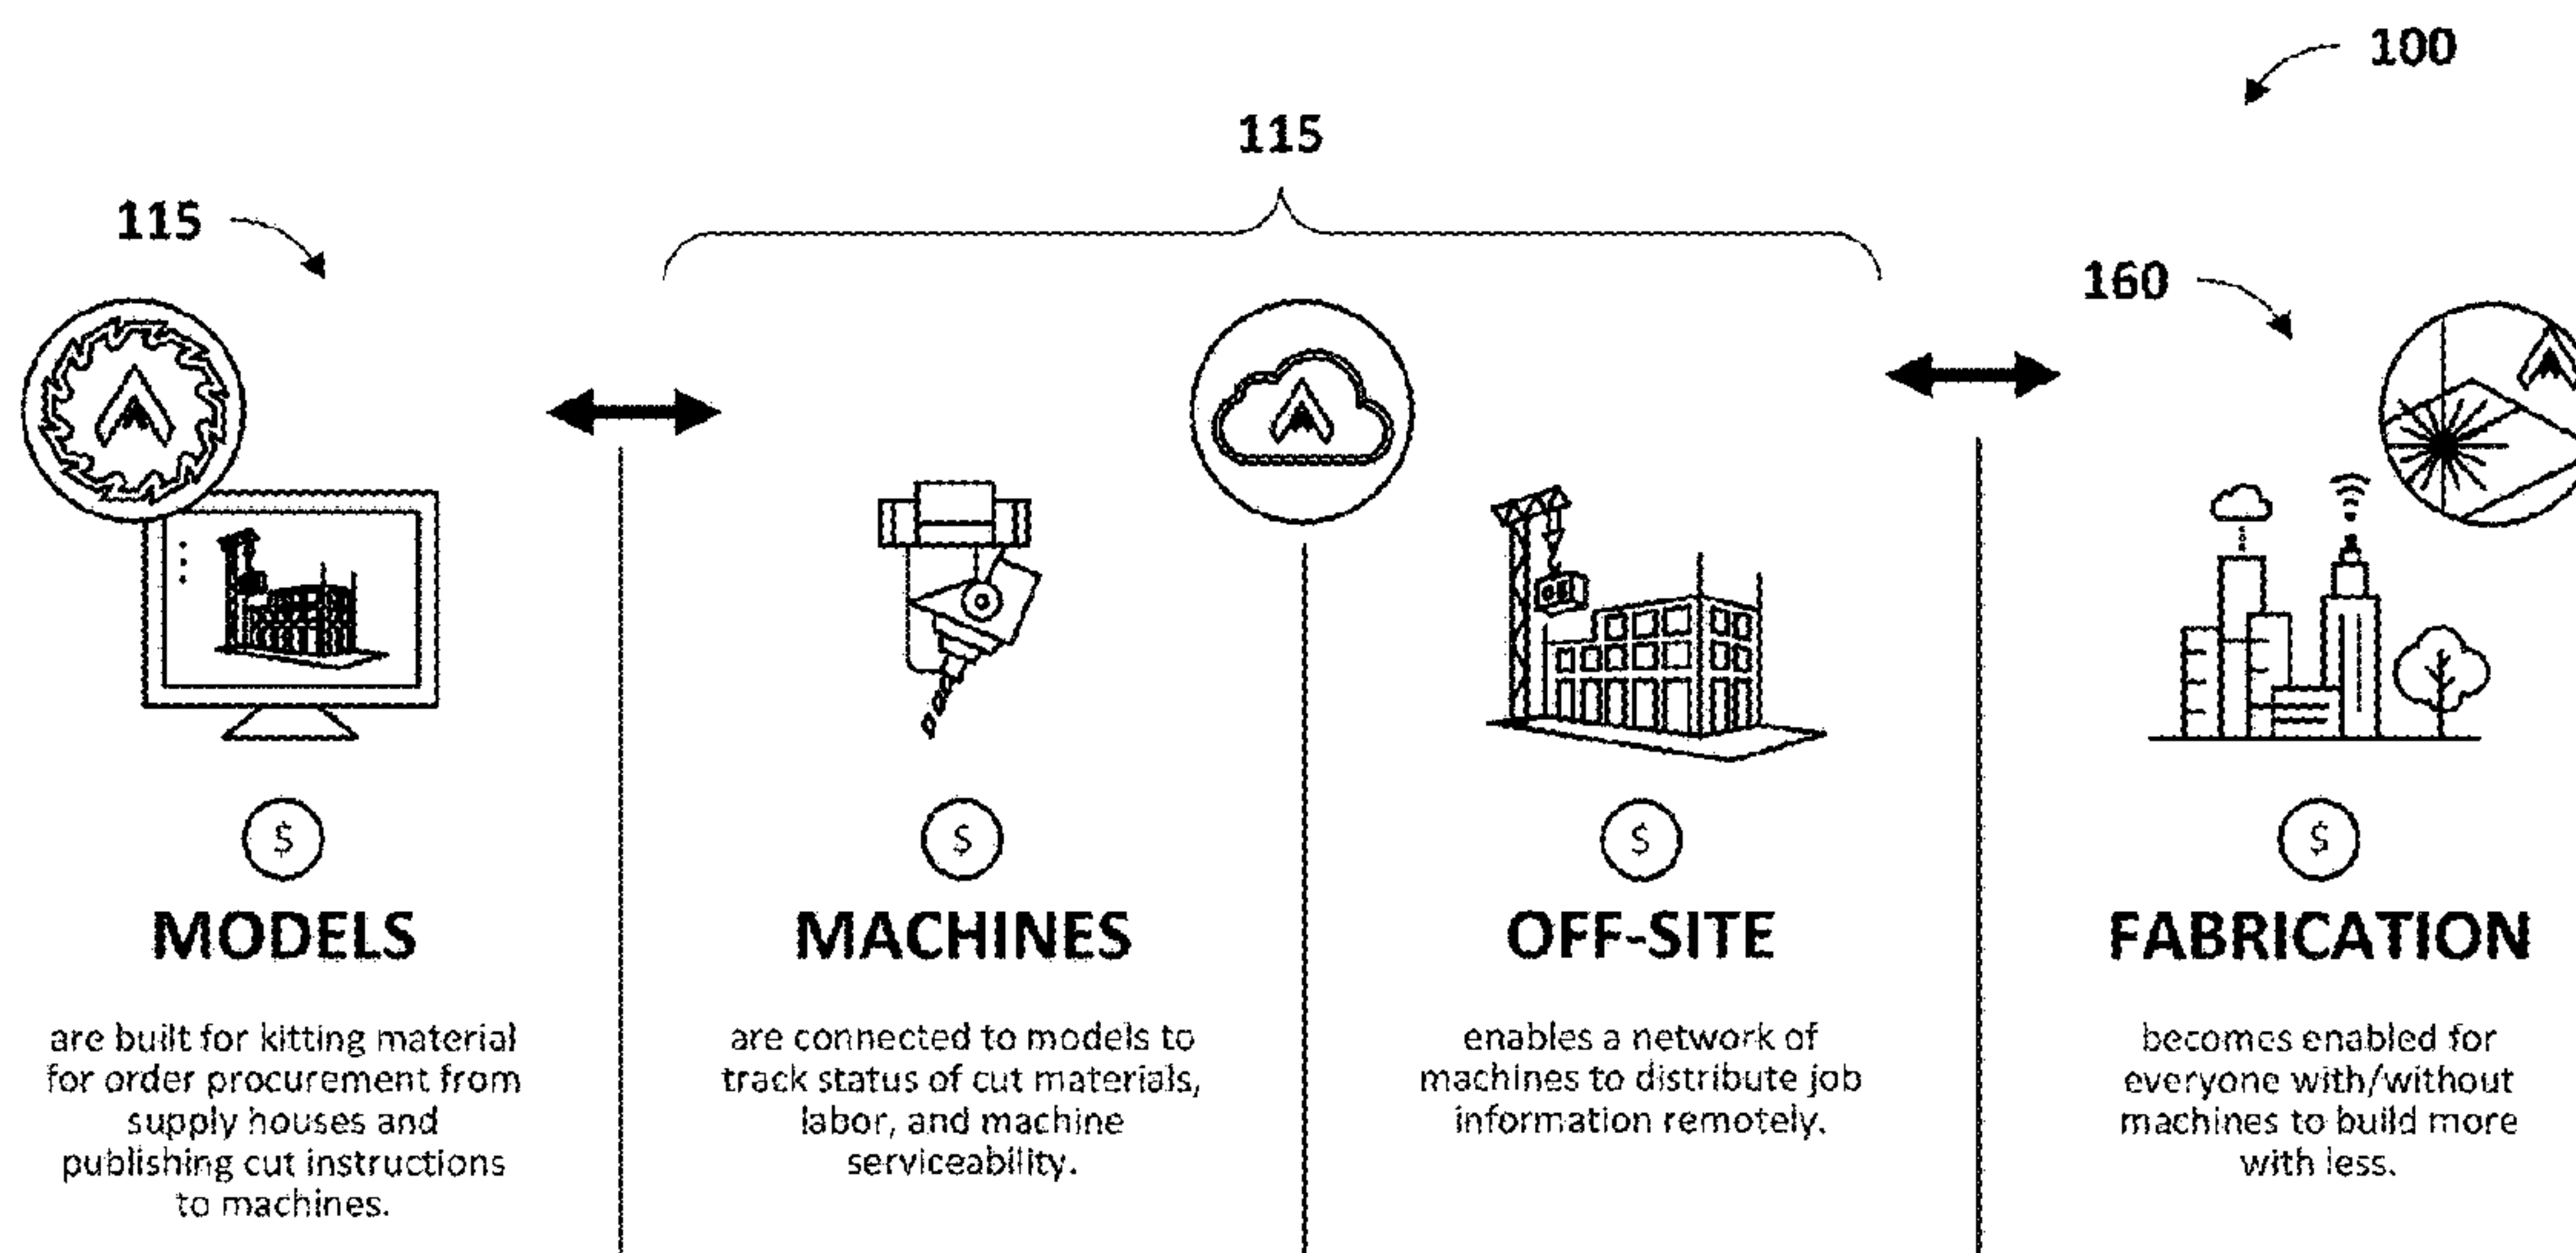 100
115
115
160
$
MODELS
are built for kitting material
for order procurement from
supply houses and
publishing cut instructions
to machines.
$
MACHINES
are connected to models to
track status of cut materials,
labor, and machine
serviceability.
$
OFF-SITE
enables a network of
machines to distribute job
information remotely.
$
FABRICATION
becomes enabled for
everyone with/without
machines to build more
with less.